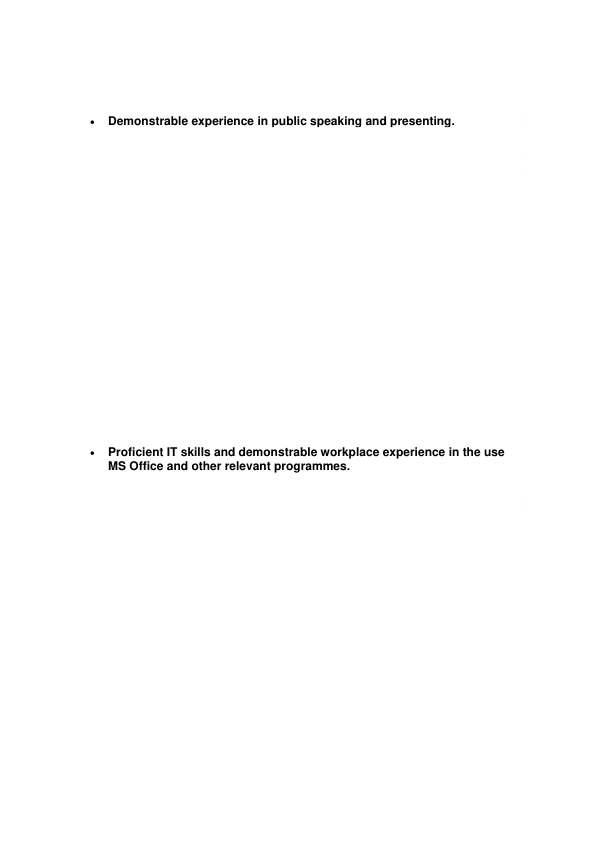 • Demonstrable experience in public speaking and presenting.
• Proficient IT skills and demonstrable workplace experience in the use
MS Office and other relevant programmes.